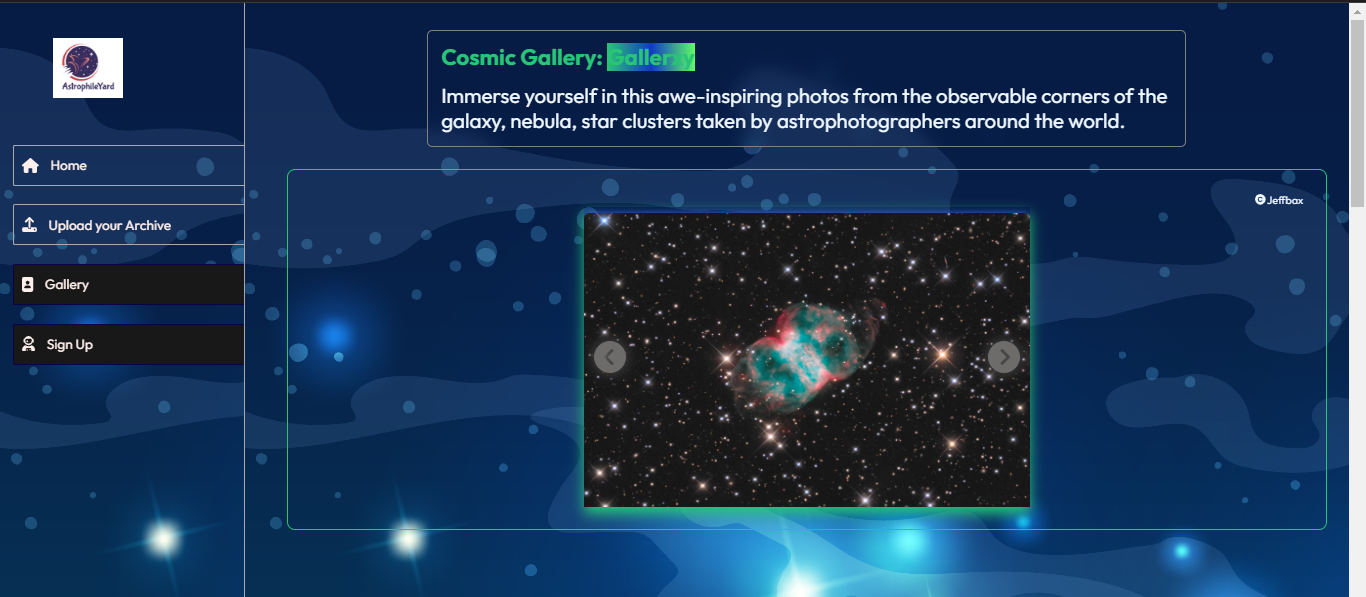 AstrophileYard
Home
Upload your Archive
Gallery
Sign Up
Cosmic Gallery: Galleryy
Immerse yourself in this awe-inspiring photos from the observable corners of the
galaxy, nebula, star clusters taken by astrophotographers around the world.
© Jeffbax